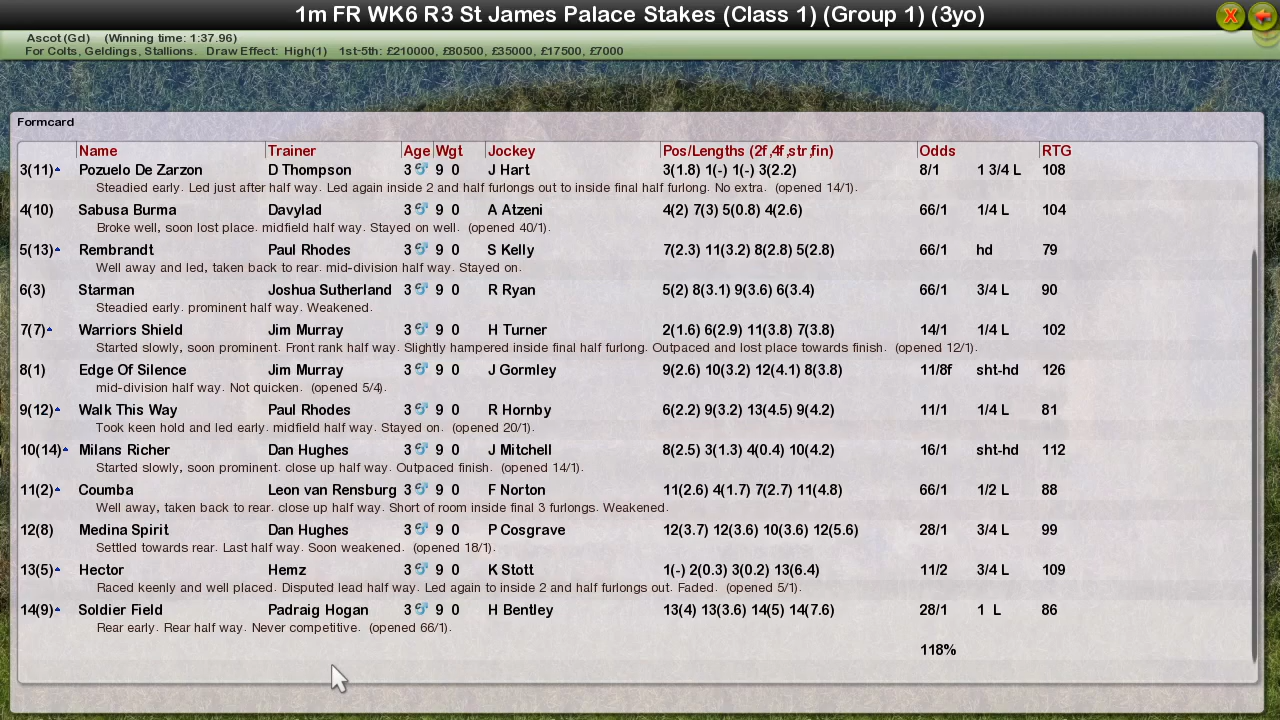 1m FR WK6 R3 St James Palace Stakes (Class 1) (Group 1) (3yo)
Ascot(Gd) (Winning time: 1:37.96)
For Colts, Geldings, Stallions. Draw Effect: High(1) 1st-5th: £210000, £80500, £35000, £17500, £7000
Formcard
Name Trainer Age Wgt Jockey Pos/Lengths (2f,4f,str,fin) Odds RTG
3(11) Pozuelo De Zarzon D Thompson 3 9 0 J Hart 3(1.8) 1(-) 1(-) 3(2.2) 8/1 1 3/4 L 108
Steadied early. Led just after half way. Led again inside 2 and half furlongs out to inside final half furlong. No extra. (opened 14/1).
4(10) Sabusa Burma Davylad 3 9 0 A Atzeni 4(2) 7(3) 5(0.8) 4(2.6) 66/1 1/4 L 104
Broke well, soon lost place. midfield half way. Stayed on well. (opened 40/1).
5(13) Rembrandt Paul Rhodes 3 9 0 S Kelly 7(2.3) 11(3.2) 8(2.8) 5(2.8) 66/1 hd 79
Well away and led, taken back to rear. mid-division half way. Stayed on.
6(3) Starman Joshua Sutherland 3 9 0 R Ryan 5(2) 8(3.1) 9(3.6) 6(3.4) 66/1 3/4 L 90
Steadied early. prominent half way. Weakened.
7(7) Warriors Shield Jim Murray 3 9 0 H Turner 2(1.6) 6(2.9) 11(3.8) 7(3.8) 14/1 1/4 L 102
Started slowly, soon prominent. Front rank half way. Slightly hampered inside final half furlong. Outpaced and lost place towards finish. (opened 12/1).
8(1) Edge Of Silence Jim Murray 3 9 0 J Gormley 9(2.6) 10(3.2) 12(4.1) 8(3.8) 11/8f sht-hd 126
mid-division half way. Not quicken. (opened 5/4).
9(12) Walk This Way Paul Rhodes 3 9 0 R Hornby 6(2.2) 9(3.2) 13(4.5) 9(4.2) 11/1 1/4 L 81
Took keen hold and led early. midfield half way. Stayed on. (opened 20/1).
10(14) Milans Richer Dan Hughes 3 9 0 J Mitchell 8(2.5) 3(1.3) 4(0.4) 10(4.2) 16/1 sht-hd 112
Started slowly, soon prominent. close up half way. Outpaced finish. (opened 14/1).
11(2) Coumba Leon van Rensburg 3 9 0 F Norton 11(2.6) 4(1.7) 7(2.7) 11(4.8) 66/1 1/2 L 88
Well away, taken back to rear. close up half way. Short of room inside final 3 furlongs. Weakened.
12(8) Medina Spirit Dan Hughes 3 9 0 P Cosgrave 12(3.7) 12(3.6) 10(3.6) 12(5.6) 28/1 3/4 L 99
Settled towards rear. Last half way. Soon weakened. (opened 18/1).
13(5) Hector Hemz 3 9 0 K Stott 1(-) 2(0.3) 3(0.2) 13(6.4) 11/2 3/4 L 109
Raced keenly and well placed. Disputed lead half way. Led again to inside 2 and half furlongs out. Faded. (opened 5/1).
14(9) Soldier Field Padraig Hogan 3 9 0 H Bentley 13(4) 13(3.6) 14(5) 14(7.6) 28/1 1 L 86
Rear early. Rear half way. Never competitive. (opened 66/1).
118%